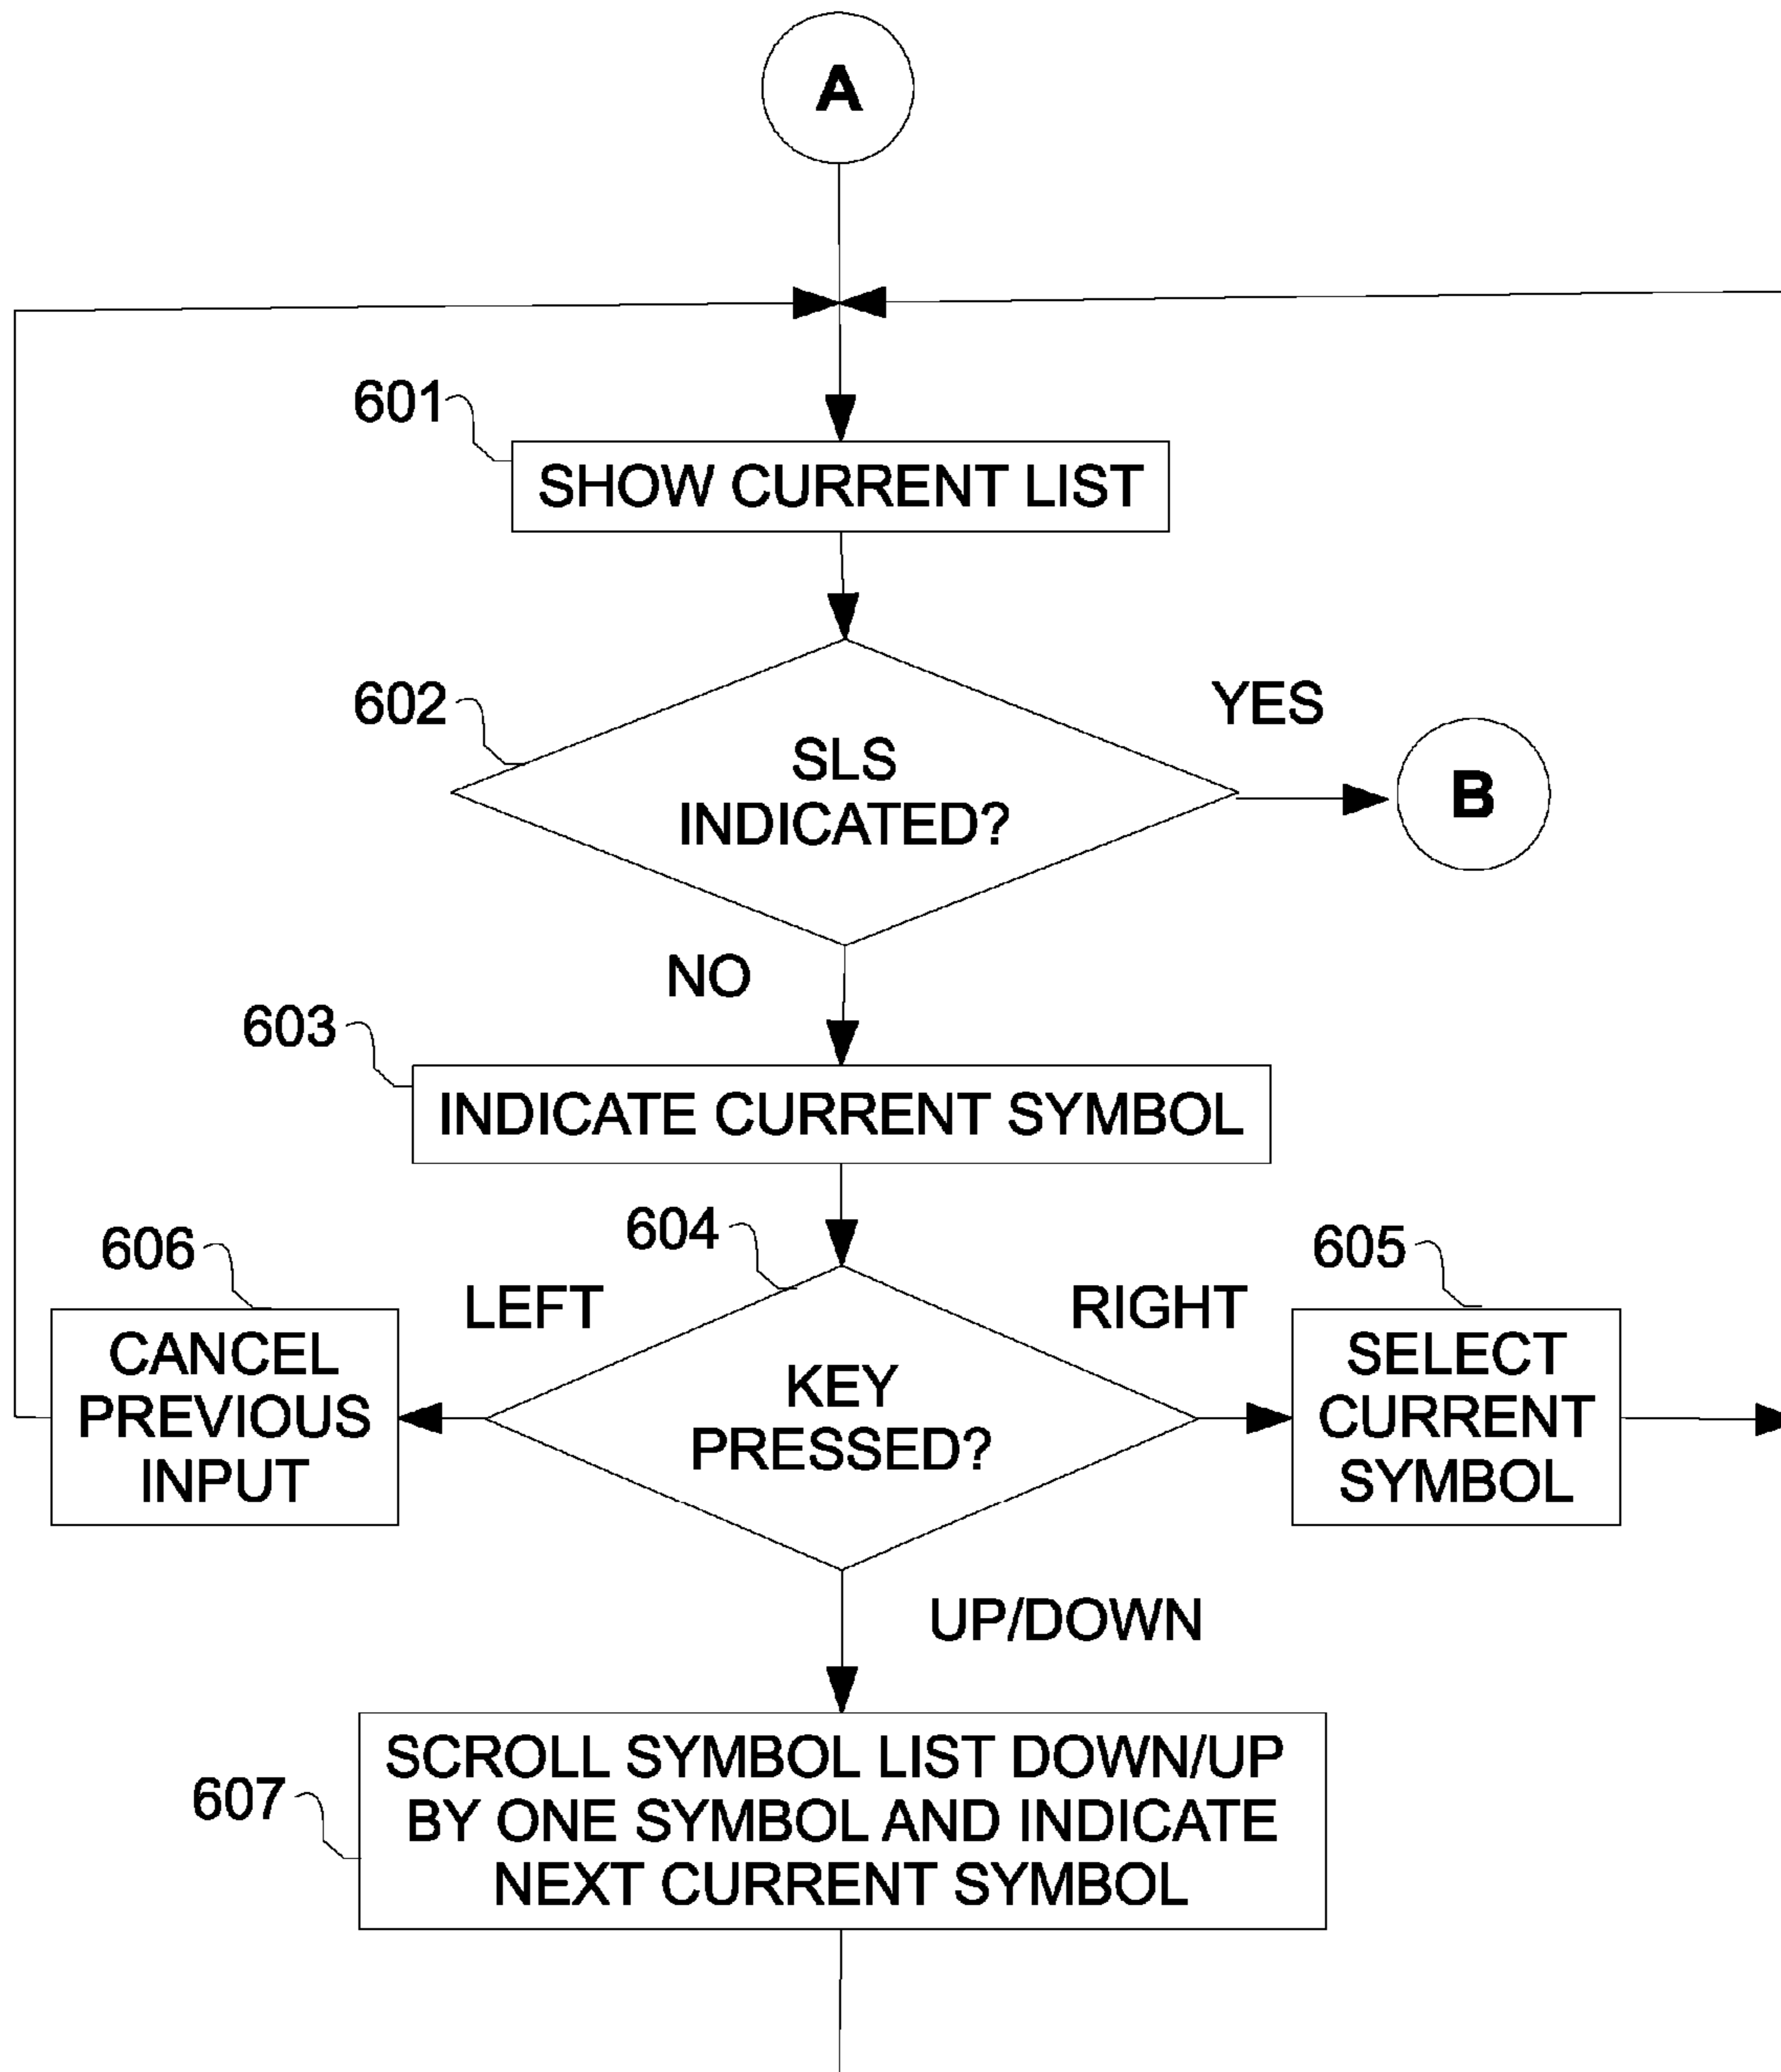 A
601
SHOW CURRENT LIST
602
SLS
INDICATED?
YES
B
NO
603
INDICATE CURRENT SYMBOL
604
606
LEFT
RIGHT
605
CANCEL
PREVIOUS
INPUT
KEY
PRESSED?
SELECT
CURRENT
SYMBOL
UP/DOWN
607
SCROLL SYMBOL LIST DOWN/UP
BY ONE SYMBOL AND INDICATE
NEXT CURRENT SYMBOL